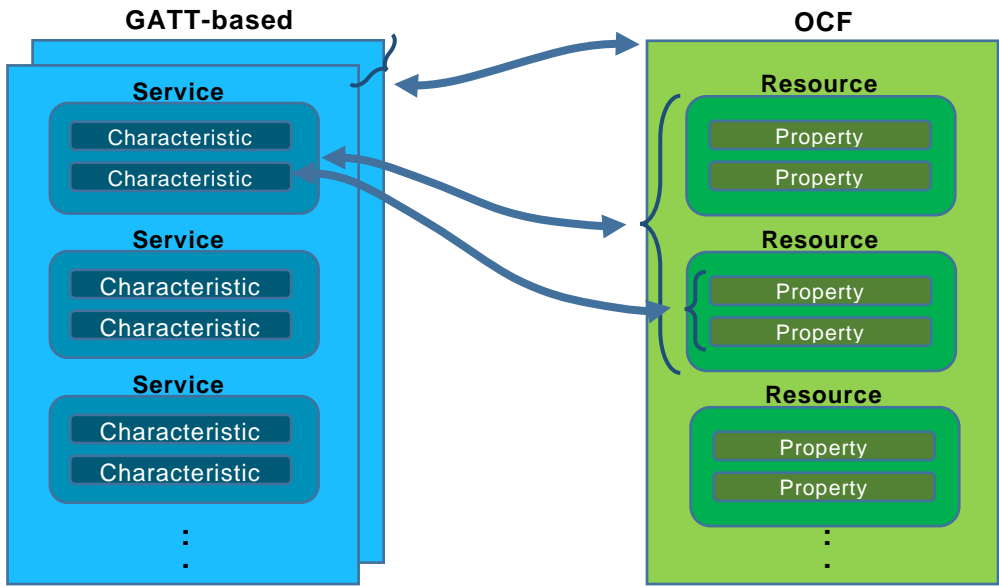 GATT-based
Service
Characteristic
Characteristic
Service
Characteristic
Characteristic
Service
Characteristic
Characteristic
:
.
OCF
Resource
Property
Property
Resource
Property
Property
Resource
Property
Property
:
.